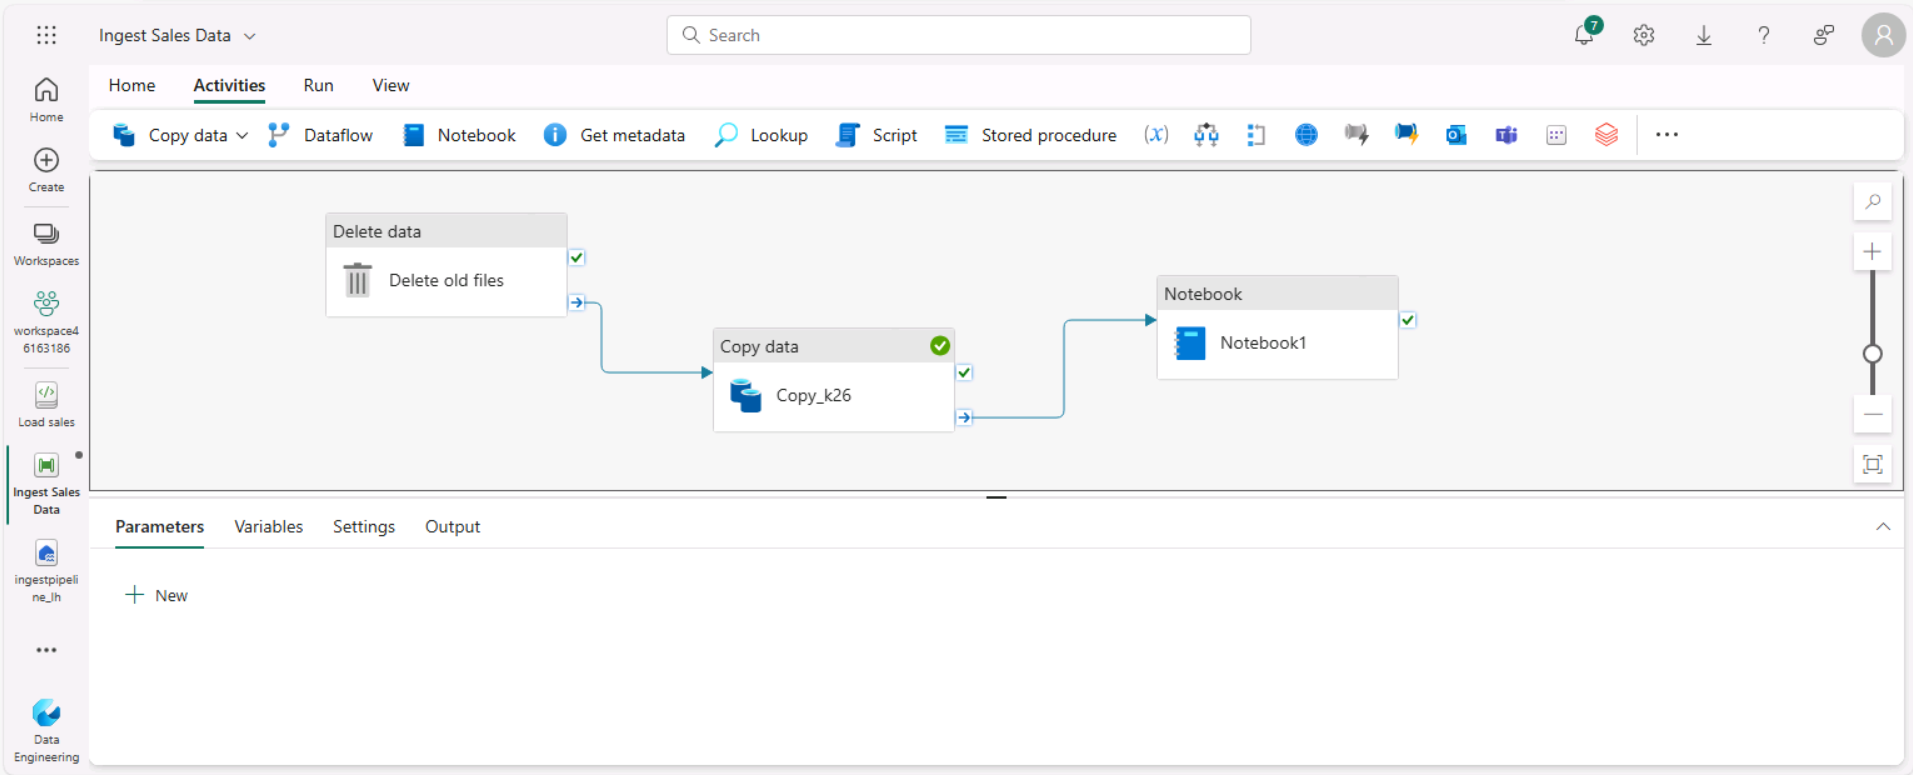 Ingest Sales Data
Search
7
Home
Activities
Run
View
Copy data
Dataflow
Notebook
Get metadata
Lookup
Script
Stored procedure
(x)
Home
Create
Workspaces
workspace4
6163186
Load sales
Ingest Sales
Data
ingestpipeli
ne_lh
Data
Engineering
Delete data
Delete old files
Copy data
Copy_k26
Notebook
Notebook1
Parameters
Variables
Settings
Output
New